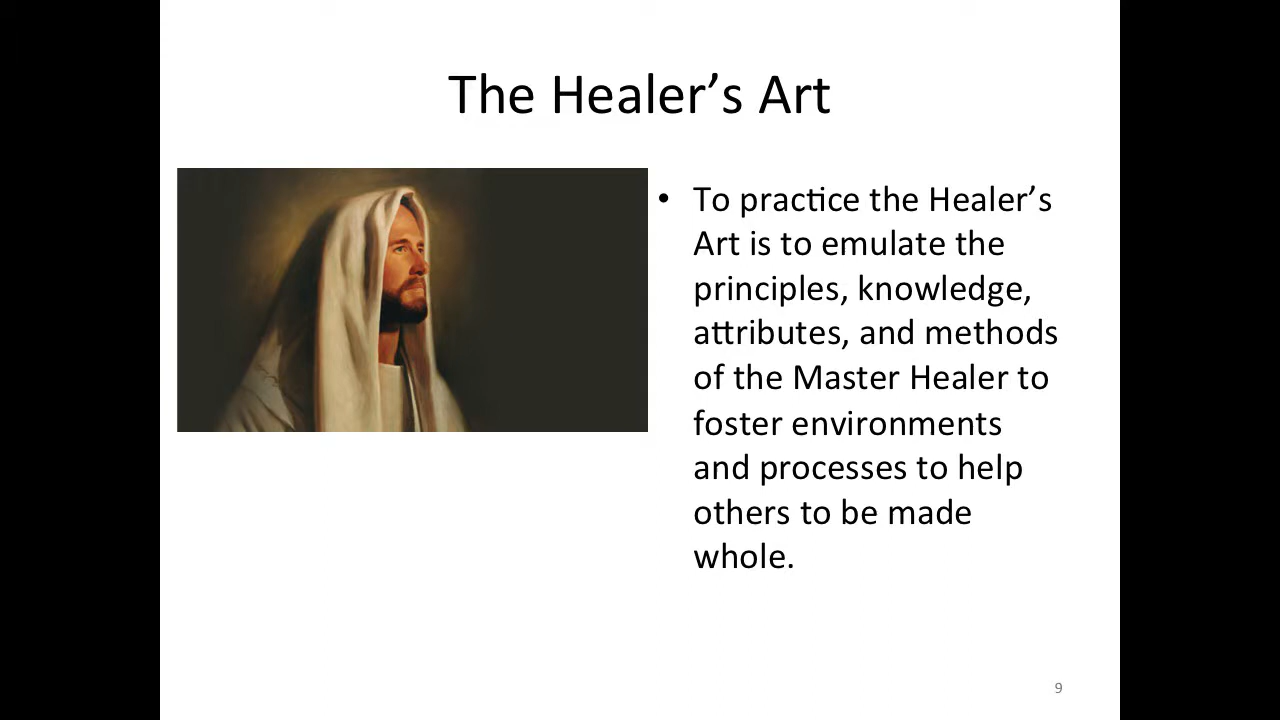 The Healer’s Art
• To practice the Healer’s
Art is to emulate the
principles, knowledge,
attributes, and methods
of the Master Healer to
foster environments
and processes to help
others to be made
whole.
9